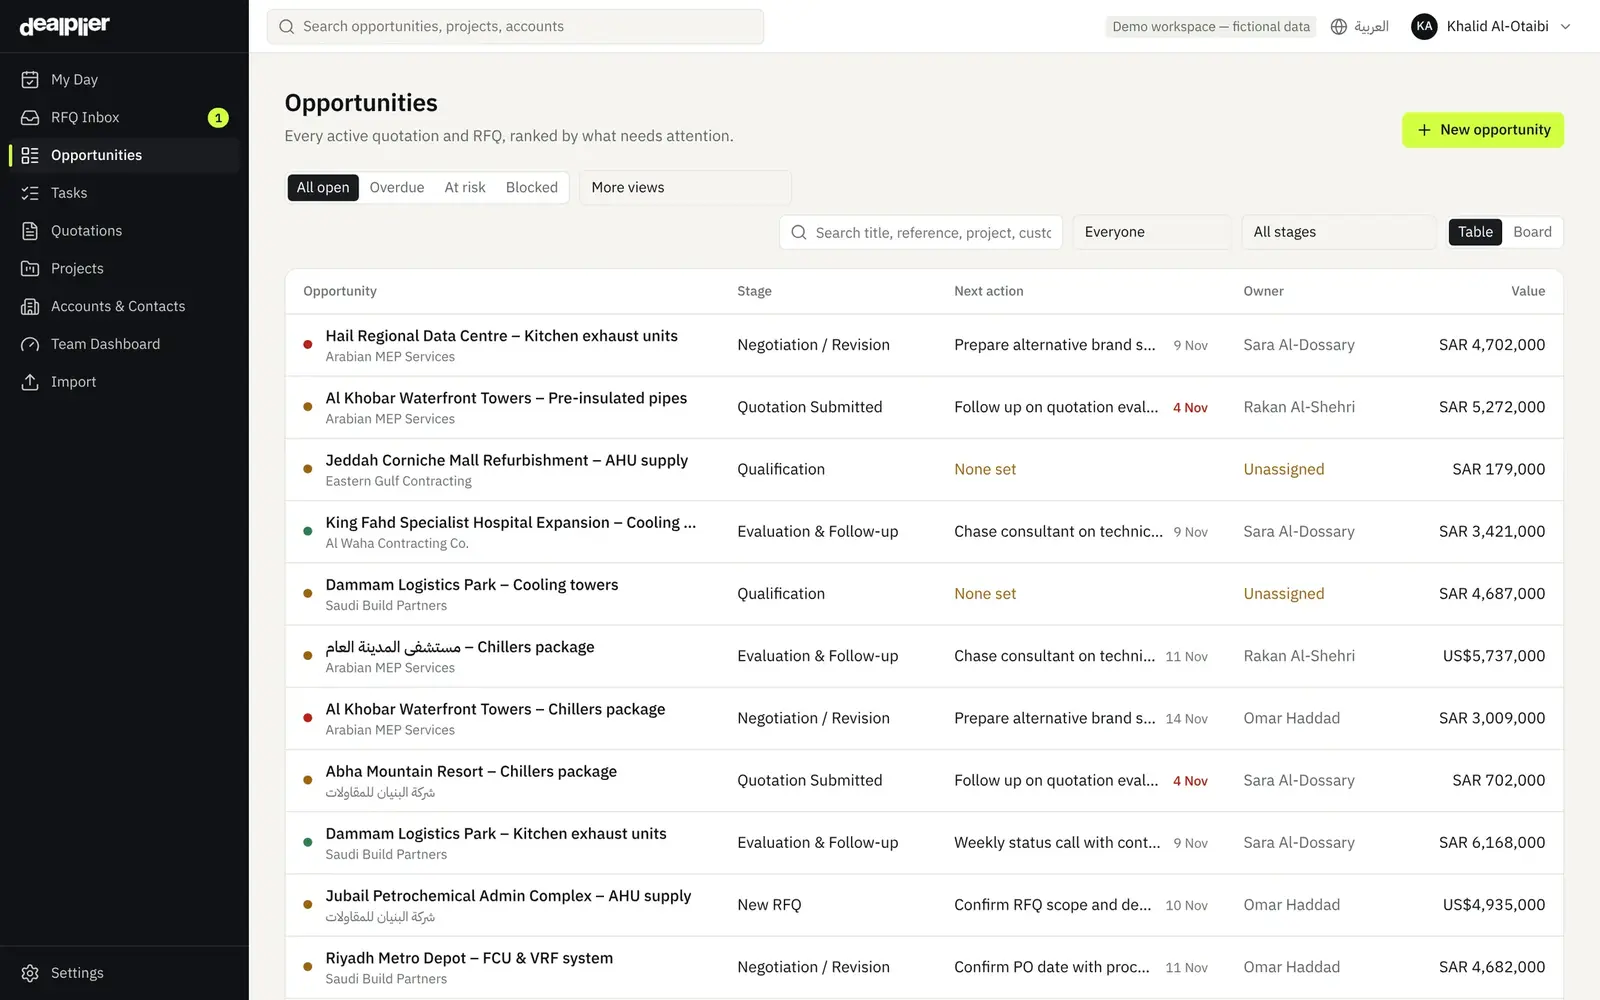 dealplier
My Day
RFQ Inbox
1
Opportunities
Tasks
Quotations
Projects
Accounts & Contacts
Team Dashboard
Import
Settings
Search opportunities, projects, accounts
Demo workspace — fictional data
العربية
KA
Khalid Al-Otaibi
Opportunities
Every active quotation and RFQ, ranked by what needs attention.
+ New opportunity
All open
Overdue
At risk
Blocked
More views
Search title, reference, project, custc
Everyone
All stages
Table
Board
Opportunity Stage Next action Owner Value
Hail Regional Data Centre – Kitchen exhaust units
Arabian MEP Services
Negotiation / Revision
Prepare alternative brand s... 9 Nov
Sara Al-Dossary
SAR 4,702,000
Al Khobar Waterfront Towers – Pre-insulated pipes
Arabian MEP Services
Quotation Submitted
Follow up on quotation eval... 4 Nov
Rakan Al-Shehri
SAR 5,272,000
Jeddah Corniche Mall Refurbishment – AHU supply
Eastern Gulf Contracting
Qualification
None set
Unassigned
SAR 179,000
King Fahd Specialist Hospital Expansion – Cooling ...
Al Waha Contracting Co.
Evaluation & Follow-up
Chase consultant on technic... 9 Nov
Sara Al-Dossary
SAR 3,421,000
Dammam Logistics Park – Cooling towers
Saudi Build Partners
Qualification
None set
Unassigned
SAR 4,687,000
مستشفى المدينة العام – Chillers package
Arabian MEP Services
Evaluation & Follow-up
Chase consultant on techni... 11 Nov
Rakan Al-Shehri
US$5,737,000
Al Khobar Waterfront Towers – Chillers package
Arabian MEP Services
Negotiation / Revision
Prepare alternative brand s... 14 Nov
Omar Haddad
SAR 3,009,000
Abha Mountain Resort – Chillers package
شركة البنيان للمقاولات
Quotation Submitted
Follow up on quotation eval... 4 Nov
Sara Al-Dossary
SAR 702,000
Dammam Logistics Park – Kitchen exhaust units
Saudi Build Partners
Evaluation & Follow-up
Weekly status call with cont... 9 Nov
Sara Al-Dossary
SAR 6,168,000
Jubail Petrochemical Admin Complex – AHU supply
شركة البنيان للمقاولات
New RFQ
Confirm RFQ scope and de... 10 Nov
Omar Haddad
US$4,935,000
Riyadh Metro Depot – FCU & VRF system
Saudi Build Partners
Negotiation / Revision
Confirm PO date with proc... 11 Nov
Omar Haddad
SAR 4,682,000